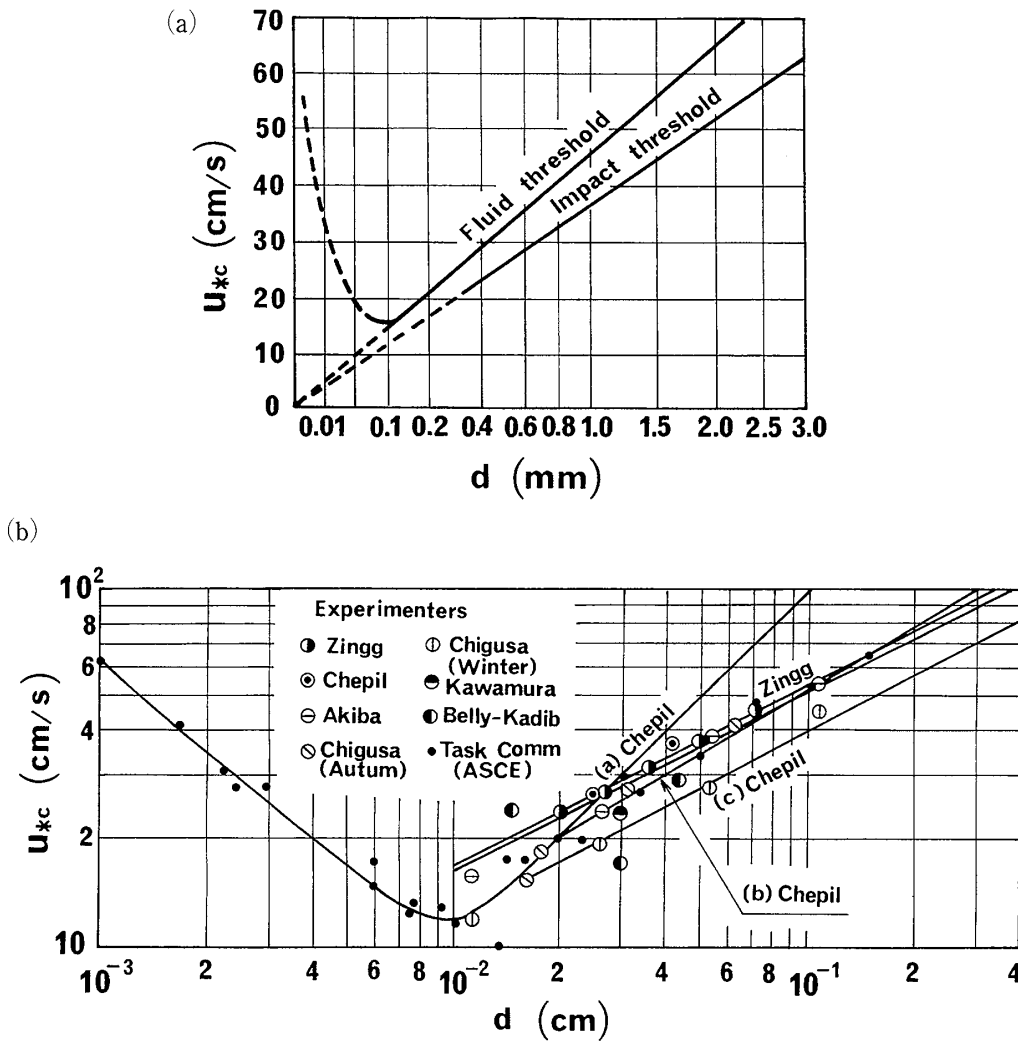 (a)
70
60
50
40
30
20
10
0
u*c (cm/s)
Fluid threshold
Impact threshold
0.01 0.1 0.2 0.4 0.6 0.8 1.0 1.5 2.0 2.5 3.0
d (mm)
(b)
10²
8
6
4
2
10
u*c (cm/s)
Experimenters
Zingg
Chepil
Akiba
Chigusa
(Autum)
Chigusa
(Winter)
Kawamura
Belly-Kadib
Task Comm
(ASCE)
(a) Chepil
Zingg
(c) Chepil
(b) Chepil
10⁻³ 2 4 6 8 10⁻² 2 4 6 8 10⁻¹ 2 4
d (cm)